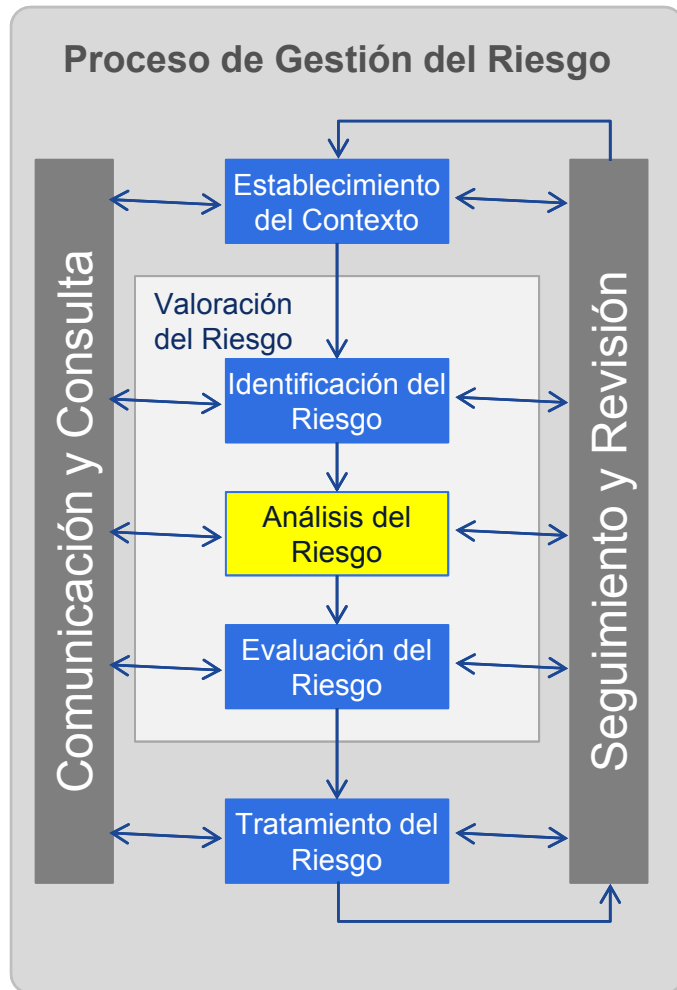 Proceso de Gestión del Riesgo
Establecimiento
del Contexto
Valoración
del Riesgo
Identificación del
Riesgo
Análisis del
Riesgo
Evaluación del
Riesgo
Tratamiento del
Riesgo
Comunicación y Consulta
Seguimiento y Revisión